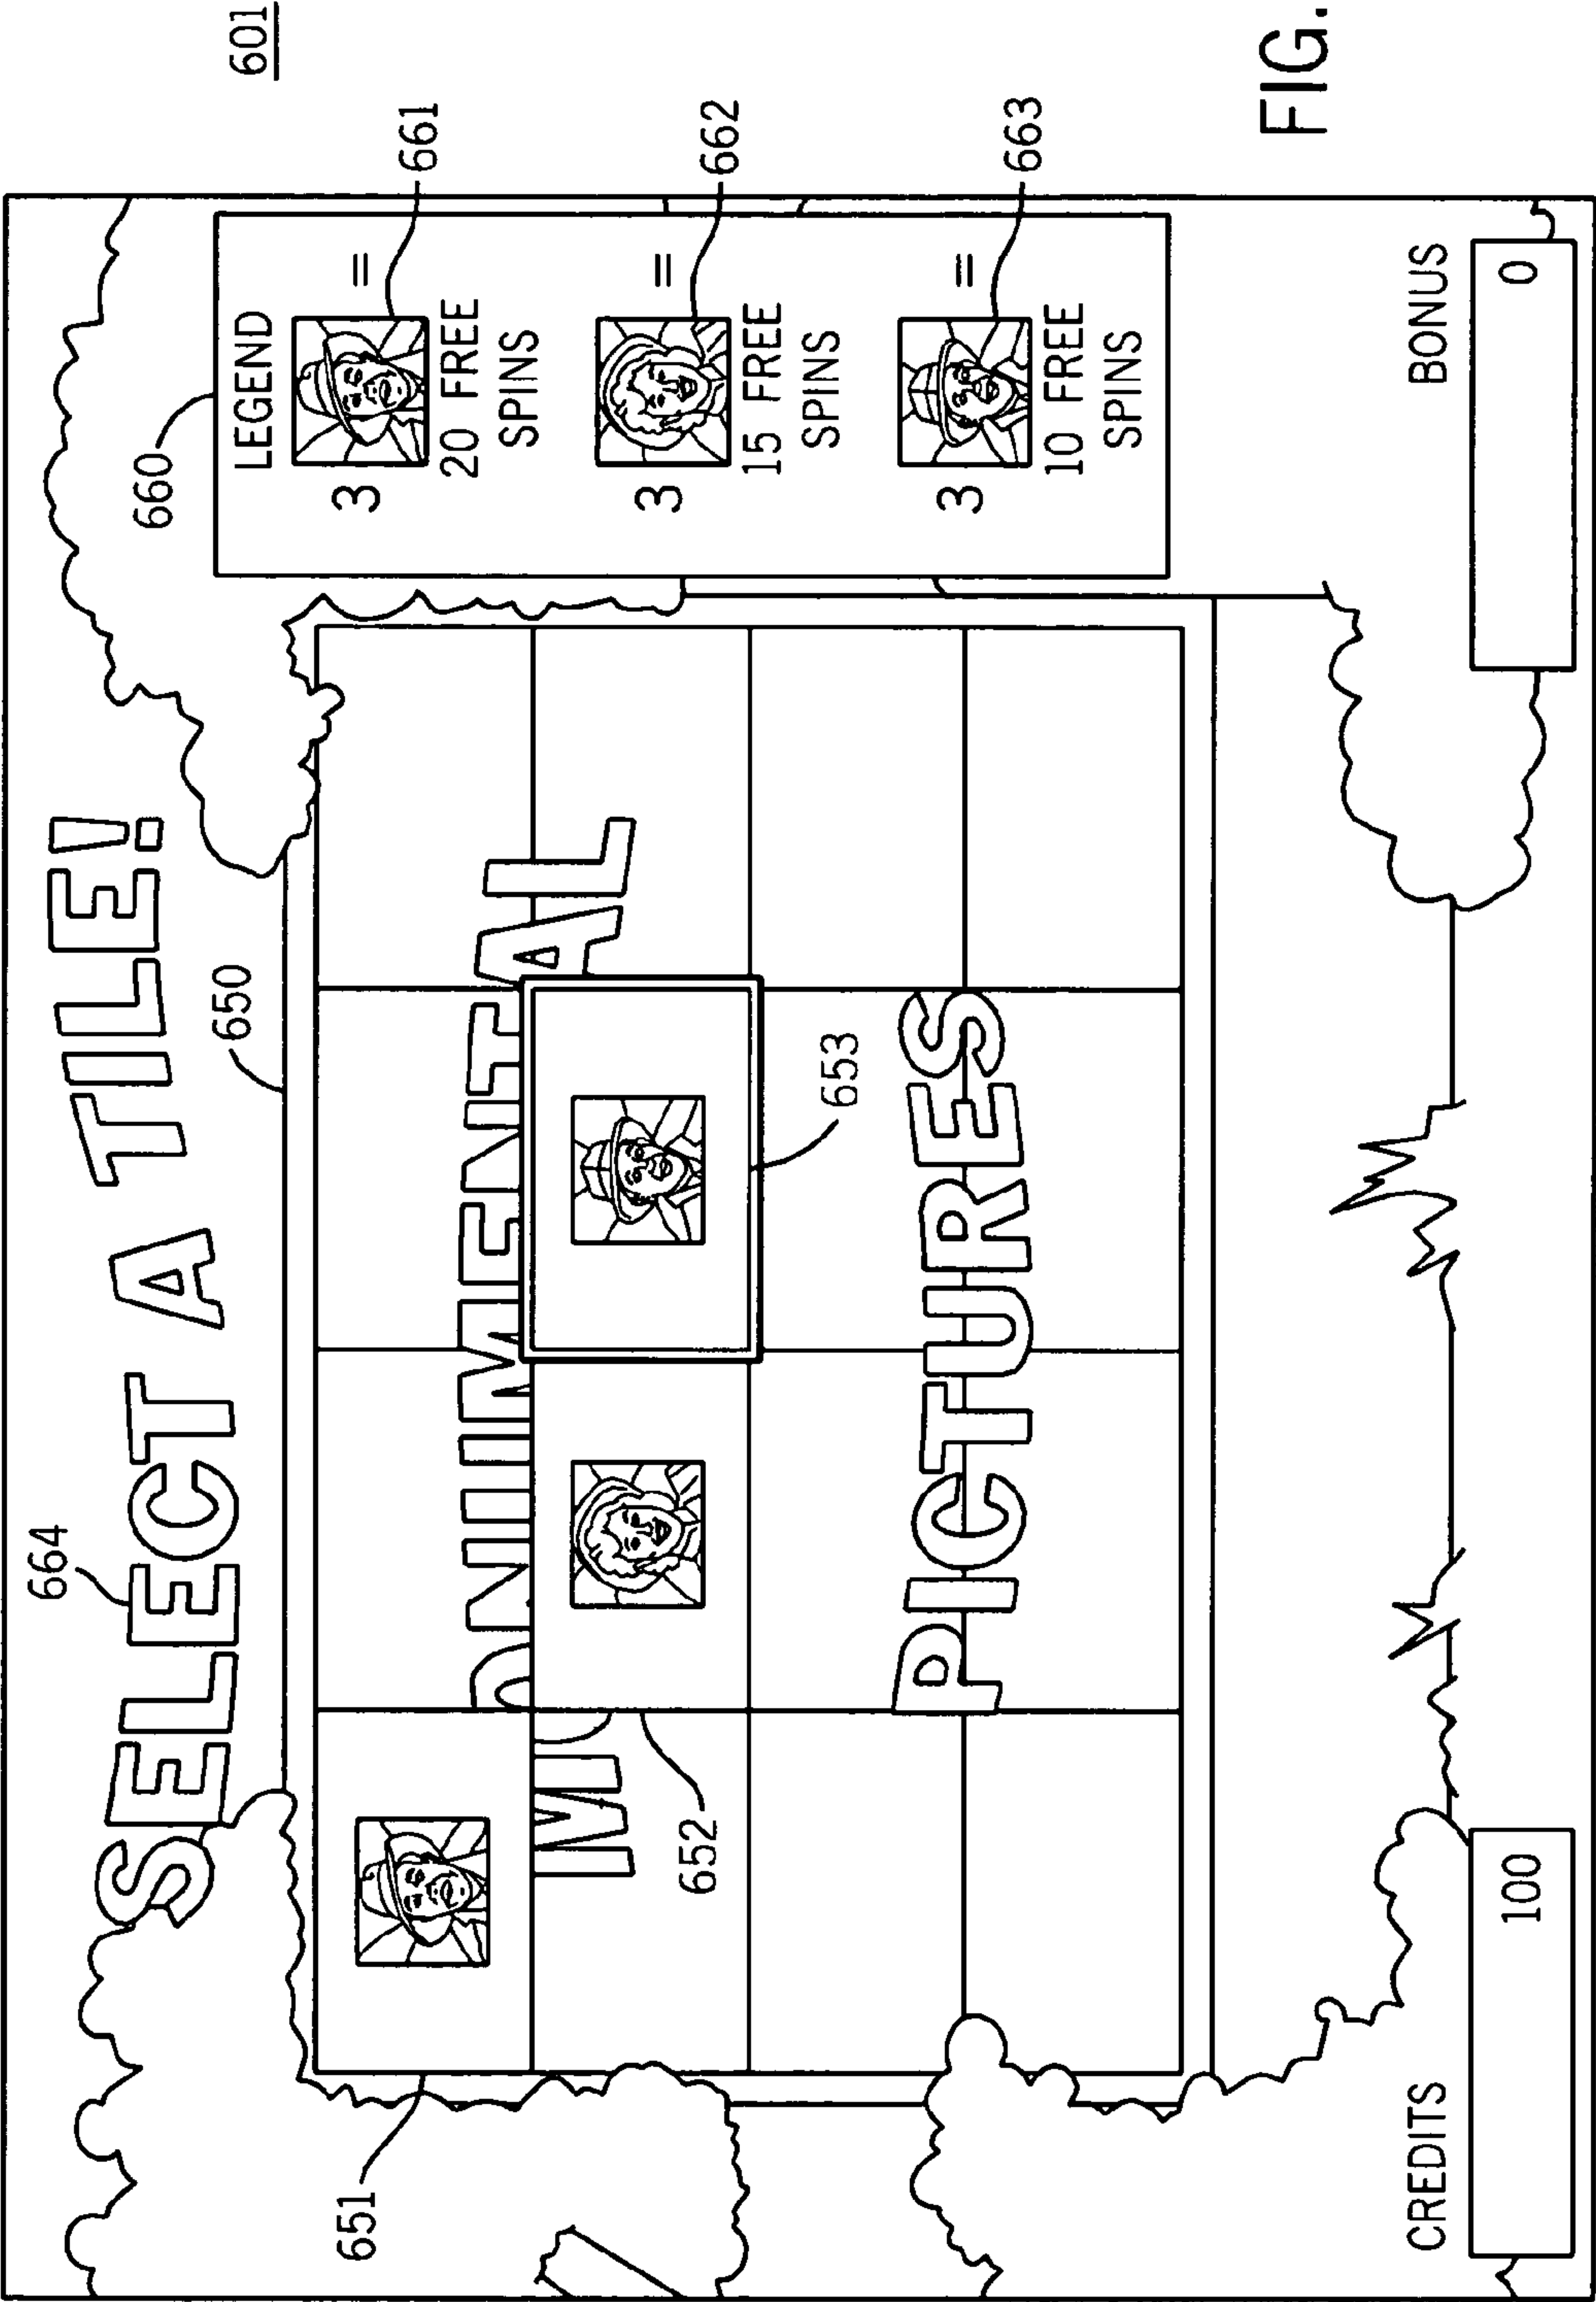 601
664
SELECT A TILE!
650
660
LEGEND
3 =
661
20 FREE
SPINS
3 =
662
15 FREE
SPINS
3 =
663
10 FREE
SPINS
651
MONUMENTAL
652
653
PICTURES
CREDITS
100
BONUS
0
FIG.